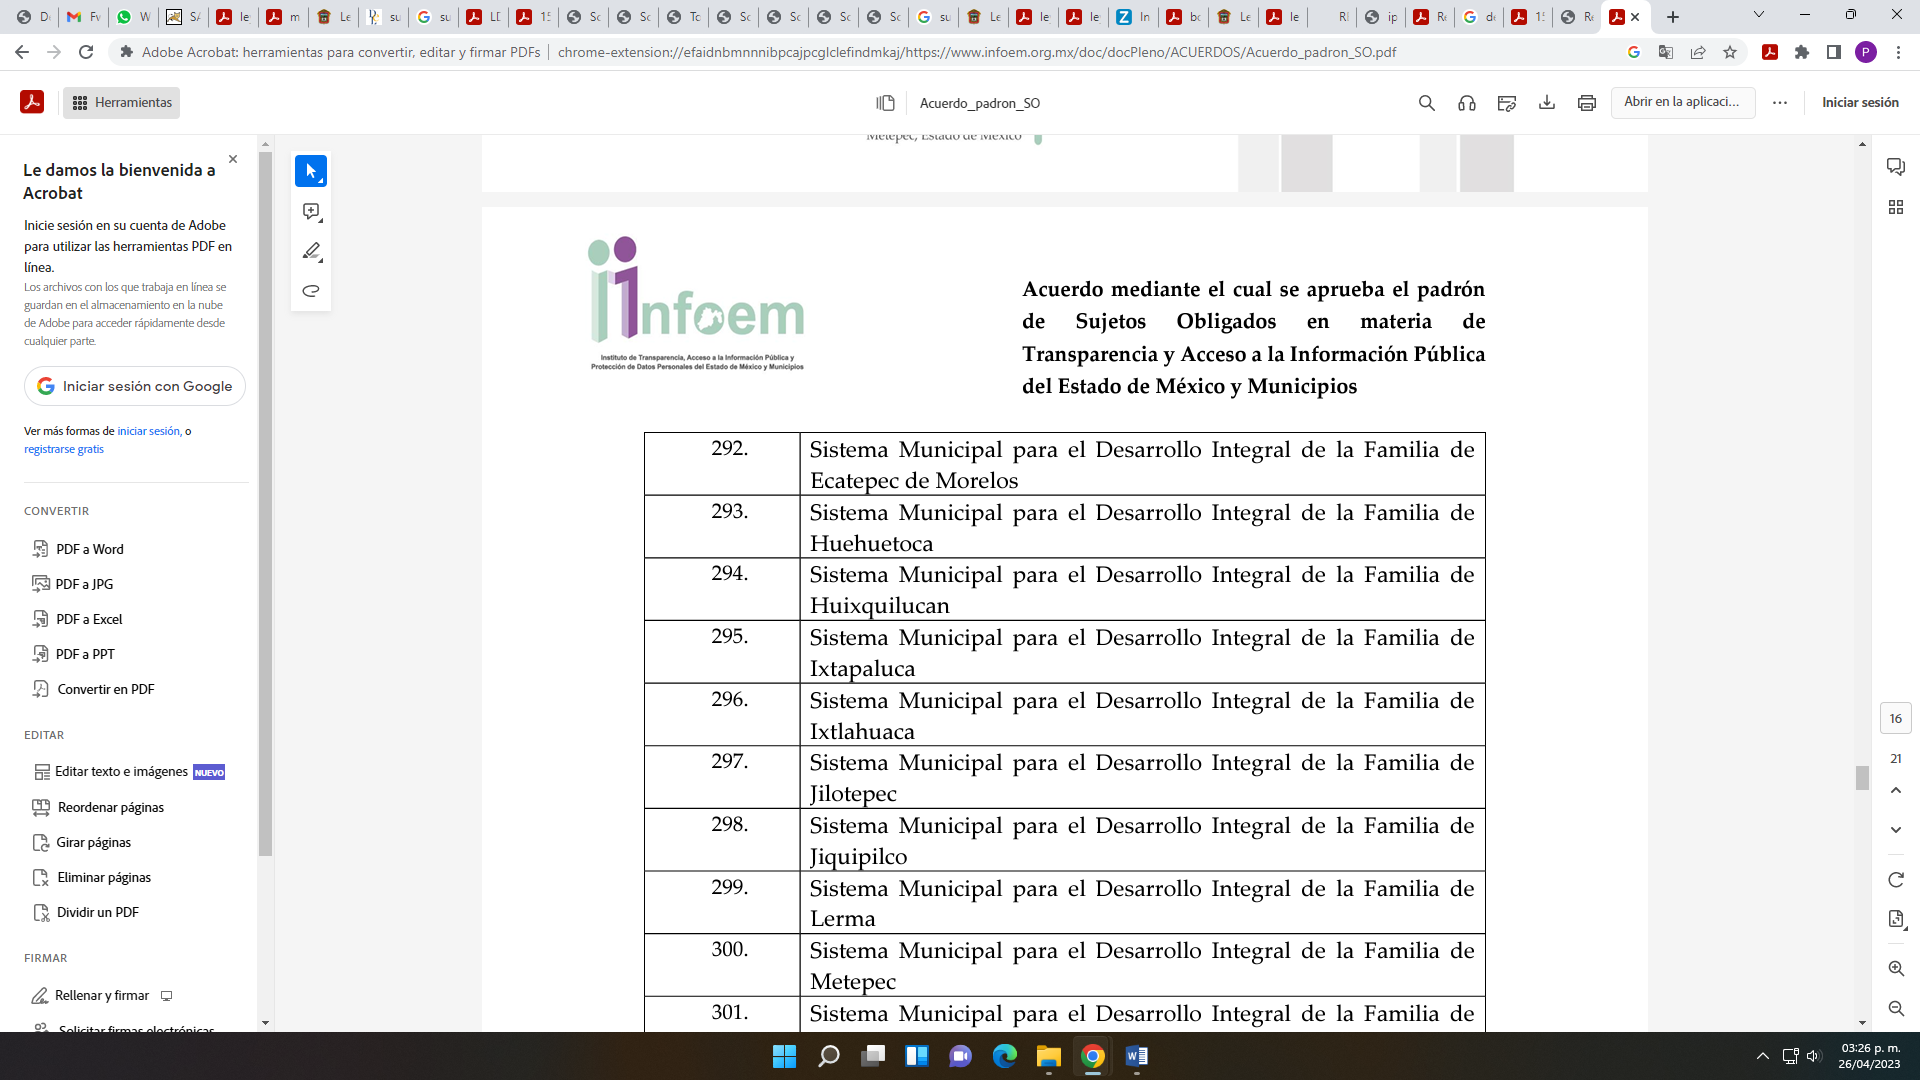 Adobe Acrobat: herramientas para convertir, editar y firmar PDFs | chrome-extension://efaidnbmnnnibpcajpcglclefindmkaj/https://www.infoem.org.mx/doc/docPleno/ACUERDOS/Acuerdo_padron_SO.pdf
Herramientas
Acuerdo_padron_SO
Abrir en la aplicaci...
Iniciar sesión
Le damos la bienvenida a
Acrobat
Inicie sesión en su cuenta de Adobe
para utilizar las herramientas PDF en
línea.
Los archivos con los que trabaja en línea se
guardan en el almacenamiento en la nube
de Adobe para acceder rápidamente desde
cualquier parte.
Iniciar sesión con Google
Ver más formas de iniciar sesión, o
registrarse gratis
CONVERTIR
PDF a Word
PDF a JPG
PDF a Excel
PDF a PPT
Convertir en PDF
EDITAR
Editar texto e imágenes NUEVO
Reordenar páginas
Girar páginas
Eliminar páginas
Dividir un PDF
FIRMAR
Rellenar y firmar
Solicitar firmas electrónicas
Metepec, Estado de México
infoem
Instituto de Transparencia, Acceso a la Información Pública y
Protección de Datos Personales del Estado de México y Municipios
Acuerdo mediante el cual se aprueba el padrón
de Sujetos Obligados en materia de
Transparencia y Acceso a la Información Pública
del Estado de México y Municipios
292. Sistema Municipal para el Desarrollo Integral de la Familia de
Ecatepec de Morelos
293. Sistema Municipal para el Desarrollo Integral de la Familia de
Huehuetoca
294. Sistema Municipal para el Desarrollo Integral de la Familia de
Huixquilucan
295. Sistema Municipal para el Desarrollo Integral de la Familia de
Ixtapaluca
296. Sistema Municipal para el Desarrollo Integral de la Familia de
Ixtlahuaca
297. Sistema Municipal para el Desarrollo Integral de la Familia de
Jilotepec
298. Sistema Municipal para el Desarrollo Integral de la Familia de
Jiquipilco
299. Sistema Municipal para el Desarrollo Integral de la Familia de
Lerma
300. Sistema Municipal para el Desarrollo Integral de la Familia de
Metepec
301. Sistema Municipal para el Desarrollo Integral de la Familia de
16
21
03:26 p. m.
26/04/2023